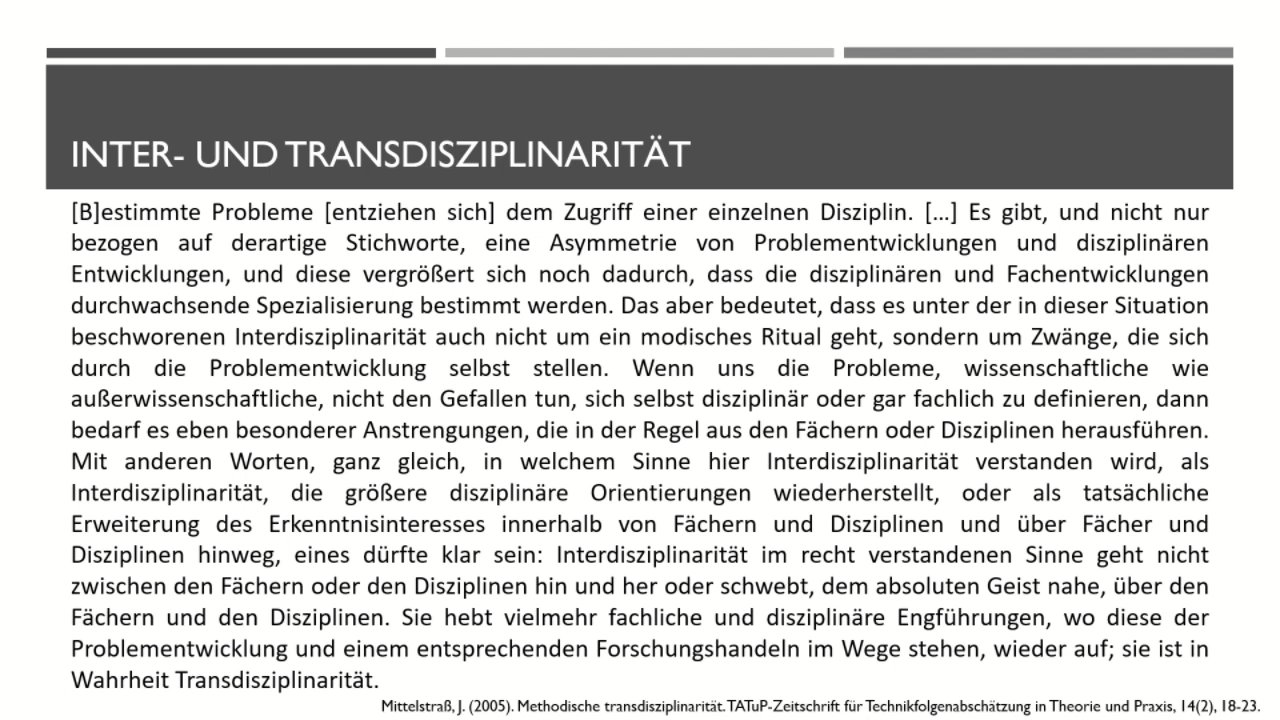 INTER- UND TRANSDISZIPLINARITÄT
[B]estimmte Probleme [entziehen sich] dem Zugriff einer einzelnen Disziplin. [...] Es gibt, und nicht nur
bezogen auf derartige Stichworte, eine Asymmetrie von Problementwicklungen und disziplinären
Entwicklungen, und diese vergrößert sich noch dadurch, dass die disziplinären und Fachentwicklungen
durchwachsende Spezialisierung bestimmt werden. Das aber bedeutet, dass es unter der in dieser Situation
beschworenen Interdisziplinarität auch nicht um ein modisches Ritual geht, sondern um Zwänge, die sich
durch die Problementwicklung selbst stellen. Wenn uns die Probleme, wissenschaftliche wie
außerwissenschaftliche, nicht den Gefallen tun, sich selbst disziplinär oder gar fachlich zu definieren, dann
bedarf es eben besonderer Anstrengungen, die in der Regel aus den Fächern oder Disziplinen herausführen.
Mit anderen Worten, ganz gleich, in welchem Sinne hier Interdisziplinarität verstanden wird, als
Interdisziplinarität, die größere disziplinäre Orientierungen wiederherstellt, oder als tatsächliche
Erweiterung des Erkenntnisinteresses innerhalb von Fächern und Disziplinen und über Fächer und
Disziplinen hinweg, eines dürfte klar sein: Interdisziplinarität im recht verstandenen Sinne geht nicht
zwischen den Fächern oder den Disziplinen hin und her oder schwebt, dem absoluten Geist nahe, über den
Fächern und den Disziplinen. Sie hebt vielmehr fachliche und disziplinäre Engführungen, wo diese der
Problementwicklung und einem entsprechenden Forschungshandeln im Wege stehen, wieder auf; sie ist in
Wahrheit Transdisziplinarität.
Mittelstraß, J. (2005). Methodische transdisziplinarität. TATuP-Zeitschrift für Technikfolgenabschätzung in Theorie und Praxis, 14(2), 18-23.